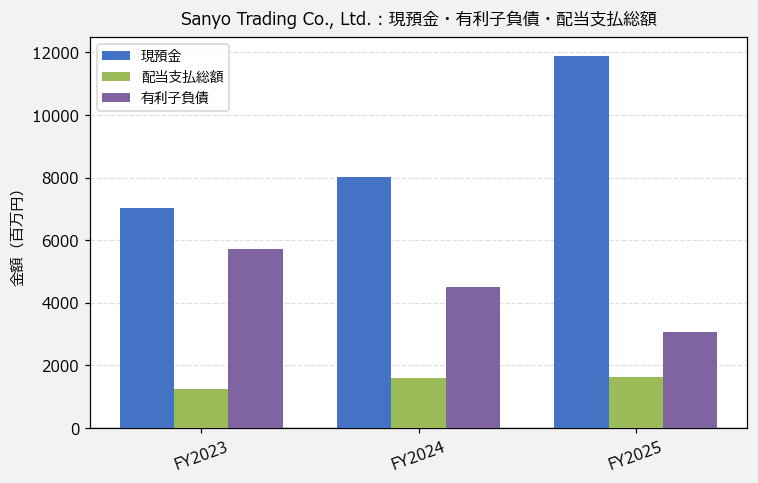 Sanyo Trading Co., Ltd. : 現預金・有利子負債・配当支払総額
金額（百万円）
12000
10000
8000
6000
4000
2000
0
現預金
配当支払総額
有利子負債
FY2023
FY2024
FY2025